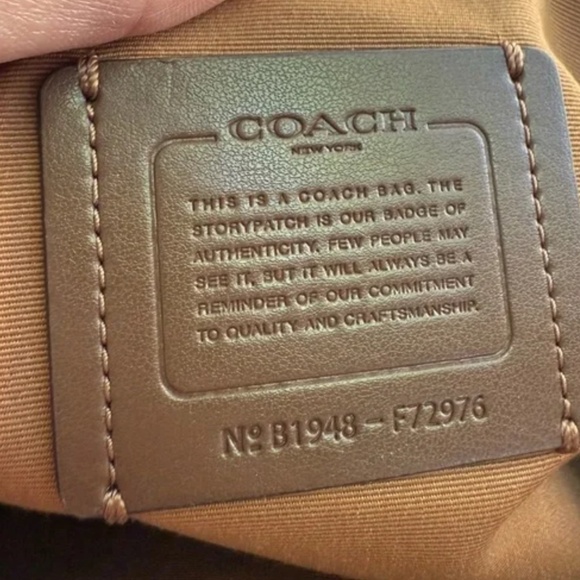 COACH
NEW YORK
THIS IS A COACH BAG. THE
STORYPATCH IS OUR BADGE OF
AUTHENTICITY. FEW PEOPLE MAY
SEE IT, BUT IT WILL ALWAYS BE A
REMINDER OF OUR COMMITMENT
TO QUALITY AND CRAFTSMANSHIP.
Nº B1948-F72976